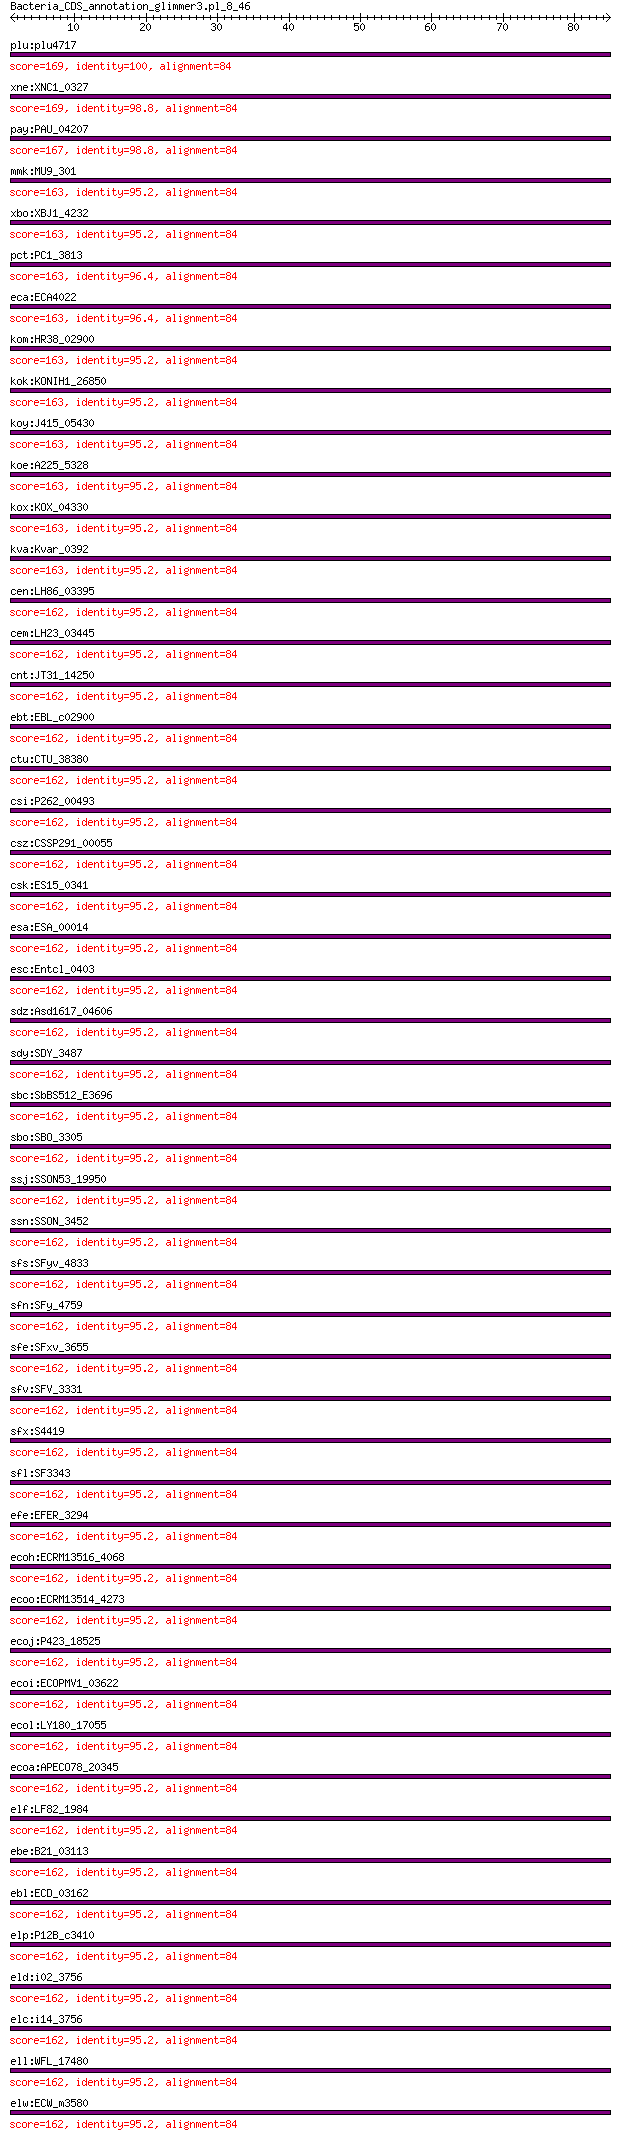 Bacteria_CDS_annotation_glimmer3.pl_8_46
10 20 30 40 50 60 70 80
plu:plu4717
score=169, identity=100, alignment=84
xne:XNC1_0327
score=169, identity=98.8, alignment=84
pay:PAU_04207
score=167, identity=98.8, alignment=84
mmk:MU9_301
score=163, identity=95.2, alignment=84
xbo:XBJ1_4232
score=163, identity=95.2, alignment=84
pct:PC1_3813
score=163, identity=96.4, alignment=84
eca:ECA4022
score=163, identity=96.4, alignment=84
kom:HR38_02900
score=163, identity=95.2, alignment=84
kok:KONIH1_26850
score=163, identity=95.2, alignment=84
koy:J415_05430
score=163, identity=95.2, alignment=84
koe:A225_5328
score=163, identity=95.2, alignment=84
kox:KOX_04330
score=163, identity=95.2, alignment=84
kva:Kvar_0392
score=163, identity=95.2, alignment=84
cen:LH86_03395
score=162, identity=95.2, alignment=84
cem:LH23_03445
score=162, identity=95.2, alignment=84
cnt:JT31_14250
score=162, identity=95.2, alignment=84
ebt:EBL_c02900
score=162, identity=95.2, alignment=84
ctu:CTU_38380
score=162, identity=95.2, alignment=84
csi:P262_00493
score=162, identity=95.2, alignment=84
csz:CSSP291_00055
score=162, identity=95.2, alignment=84
csk:ES15_0341
score=162, identity=95.2, alignment=84
esa:ESA_00014
score=162, identity=95.2, alignment=84
esc:Entcl_0403
score=162, identity=95.2, alignment=84
sdz:Asd1617_04606
score=162, identity=95.2, alignment=84
sdy:SDY_3487
score=162, identity=95.2, alignment=84
sbc:SbBS512_E3696
score=162, identity=95.2, alignment=84
sbo:SBO_3305
score=162, identity=95.2, alignment=84
ssj:SSON53_19950
score=162, identity=95.2, alignment=84
ssn:SSON_3452
score=162, identity=95.2, alignment=84
sfs:SFyv_4833
score=162, identity=95.2, alignment=84
sfn:SFy_4759
score=162, identity=95.2, alignment=84
sfe:SFxv_3655
score=162, identity=95.2, alignment=84
sfv:SFV_3331
score=162, identity=95.2, alignment=84
sfx:S4419
score=162, identity=95.2, alignment=84
sfl:SF3343
score=162, identity=95.2, alignment=84
efe:EFER_3294
score=162, identity=95.2, alignment=84
ecoh:ECRM13516_4068
score=162, identity=95.2, alignment=84
ecoo:ECRM13514_4273
score=162, identity=95.2, alignment=84
ecoj:P423_18525
score=162, identity=95.2, alignment=84
ecoi:ECOPMV1_03622
score=162, identity=95.2, alignment=84
ecol:LY180_17055
score=162, identity=95.2, alignment=84
ecoa:APECO78_20345
score=162, identity=95.2, alignment=84
elf:LF82_1984
score=162, identity=95.2, alignment=84
ebe:B21_03113
score=162, identity=95.2, alignment=84
ebl:ECD_03162
score=162, identity=95.2, alignment=84
elp:P12B_c3410
score=162, identity=95.2, alignment=84
eld:i02_3756
score=162, identity=95.2, alignment=84
elc:i14_3756
score=162, identity=95.2, alignment=84
ell:WFL_17480
score=162, identity=95.2, alignment=84
elw:ECW_m3580
score=162, identity=95.2, alignment=84